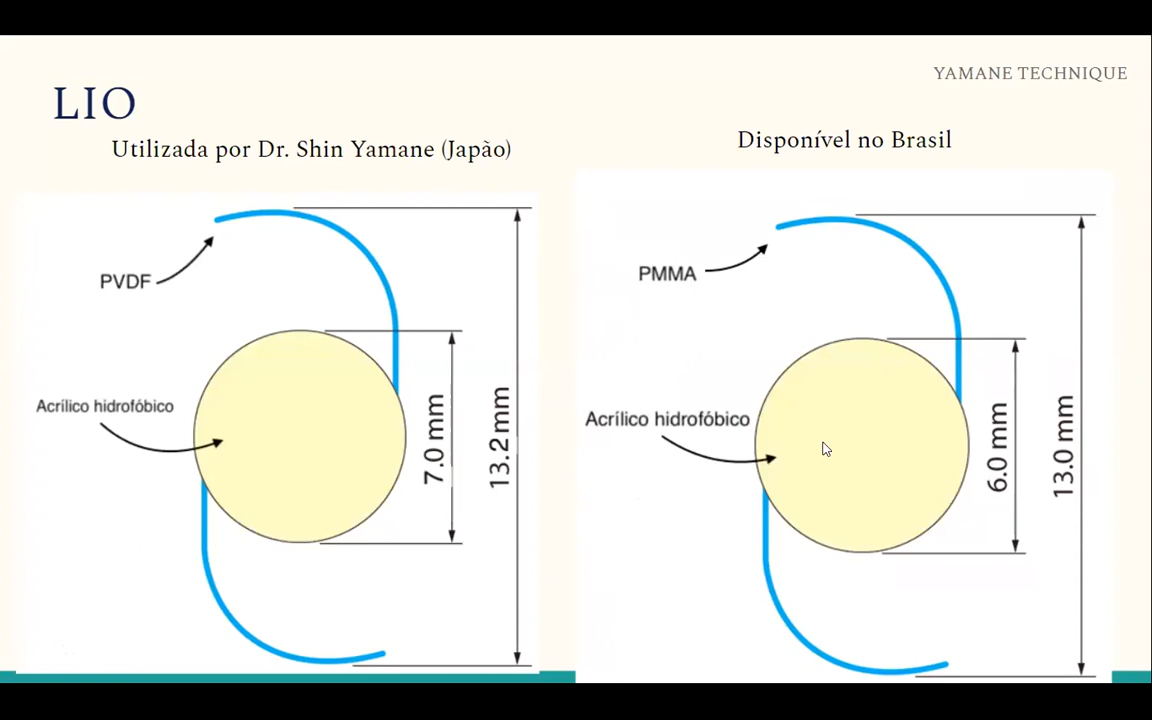 YAMANE TECHNIQUE
LIO
Utilizada por Dr. Shin Yamane (Japào)
Disponível no Brasil
PVDF
Acrílico hidrofóbico
7.0 mm
13.2 mm
PMMA
Acrílico hidrofóbico
6.0 mm
13.0 mm